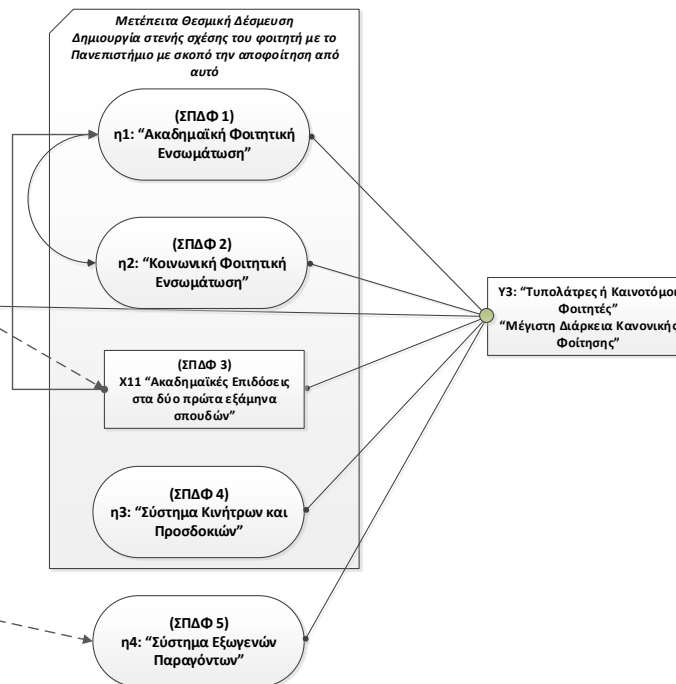 Μετέπειτα Θεσμική Δέσμευση
Δημιουργία στενής σχέσης του φοιτητή με το
Πανεπιστήμιο με σκοπό την αποφοίτηση από
αυτό
(ΣΠΔΦ 1)
η1: “Ακαδημαϊκή Φοιτητική
Ενσωμάτωση”
(ΣΠΔΦ 2)
η2: “Κοινωνική Φοιτητική
Ενσωμάτωση”
(ΣΠΔΦ 3)
Χ11 “Ακαδημαϊκές Επιδόσεις
στα δύο πρώτα εξάμηνα
σπουδών”
(ΣΠΔΦ 4)
η3: “Σύστημα Κινήτρων και
Προσδοκιών”
(ΣΠΔΦ 5)
η4: “Σύστημα Εξωγενών
Παραγόντων”
Υ3: “Τυπολάτρες ή Καινοτόμοι
Φοιτητές”
“Μέγιστη Διάρκεια Κανονικής
Φοίτησης”